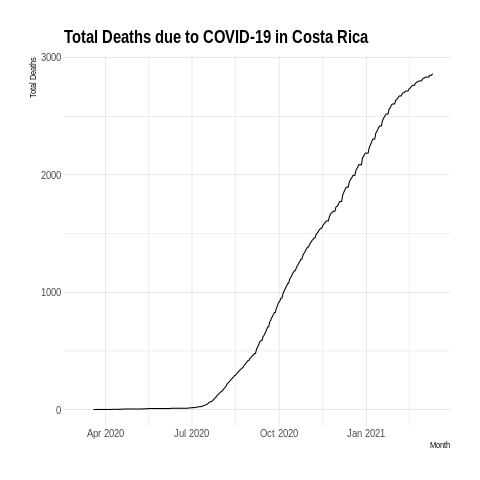 Total Deaths due to COVID-19 in Costa Rica
Total Deaths
3000
2000
1000
0
Apr 2020 Jul 2020 Oct 2020 Jan 2021
Month